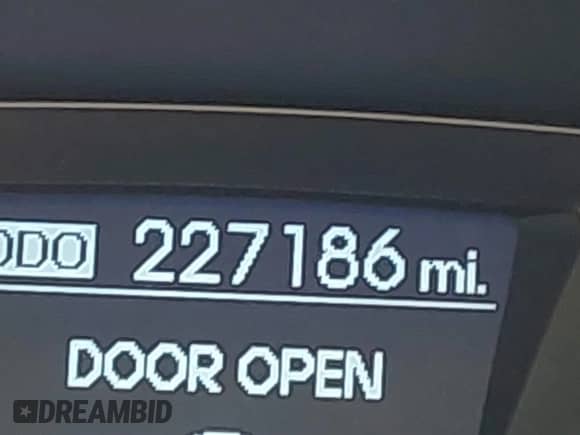 ODO 227186 mi.
DOOR OPEN
DREAMBID